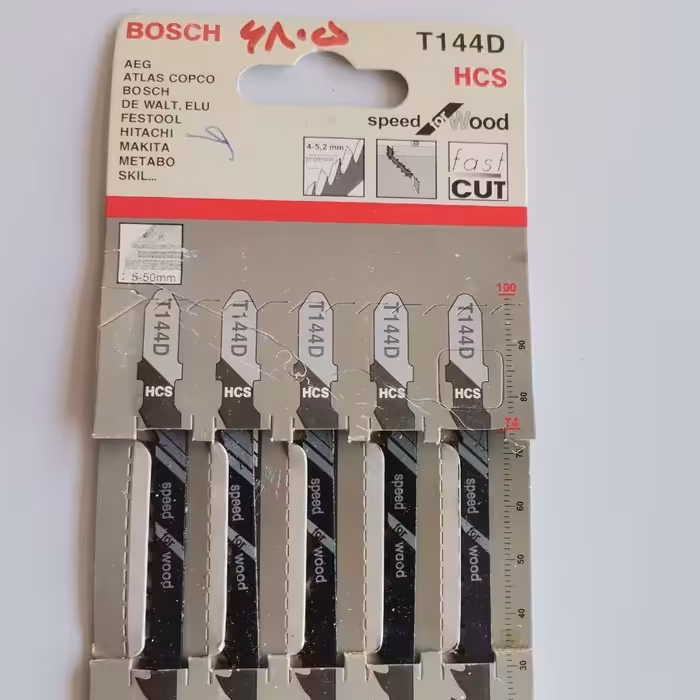 BOSCH
T144D
HCS
AEG
ATLAS COPCO
BOSCH
DE WALT, ELU
FESTOOL
HITACHI
MAKITA
METABO
SKIL...
speed for Wood
4-5,2 mm
progressive
fast
CUT
5-50mm
T144D T144D T144D T144D T144D
HCS HCS HCS HCS HCS
speed for wood speed for wood speed for wood speed for wood speed for wood
100
90
80
74
70
60
50
40
30